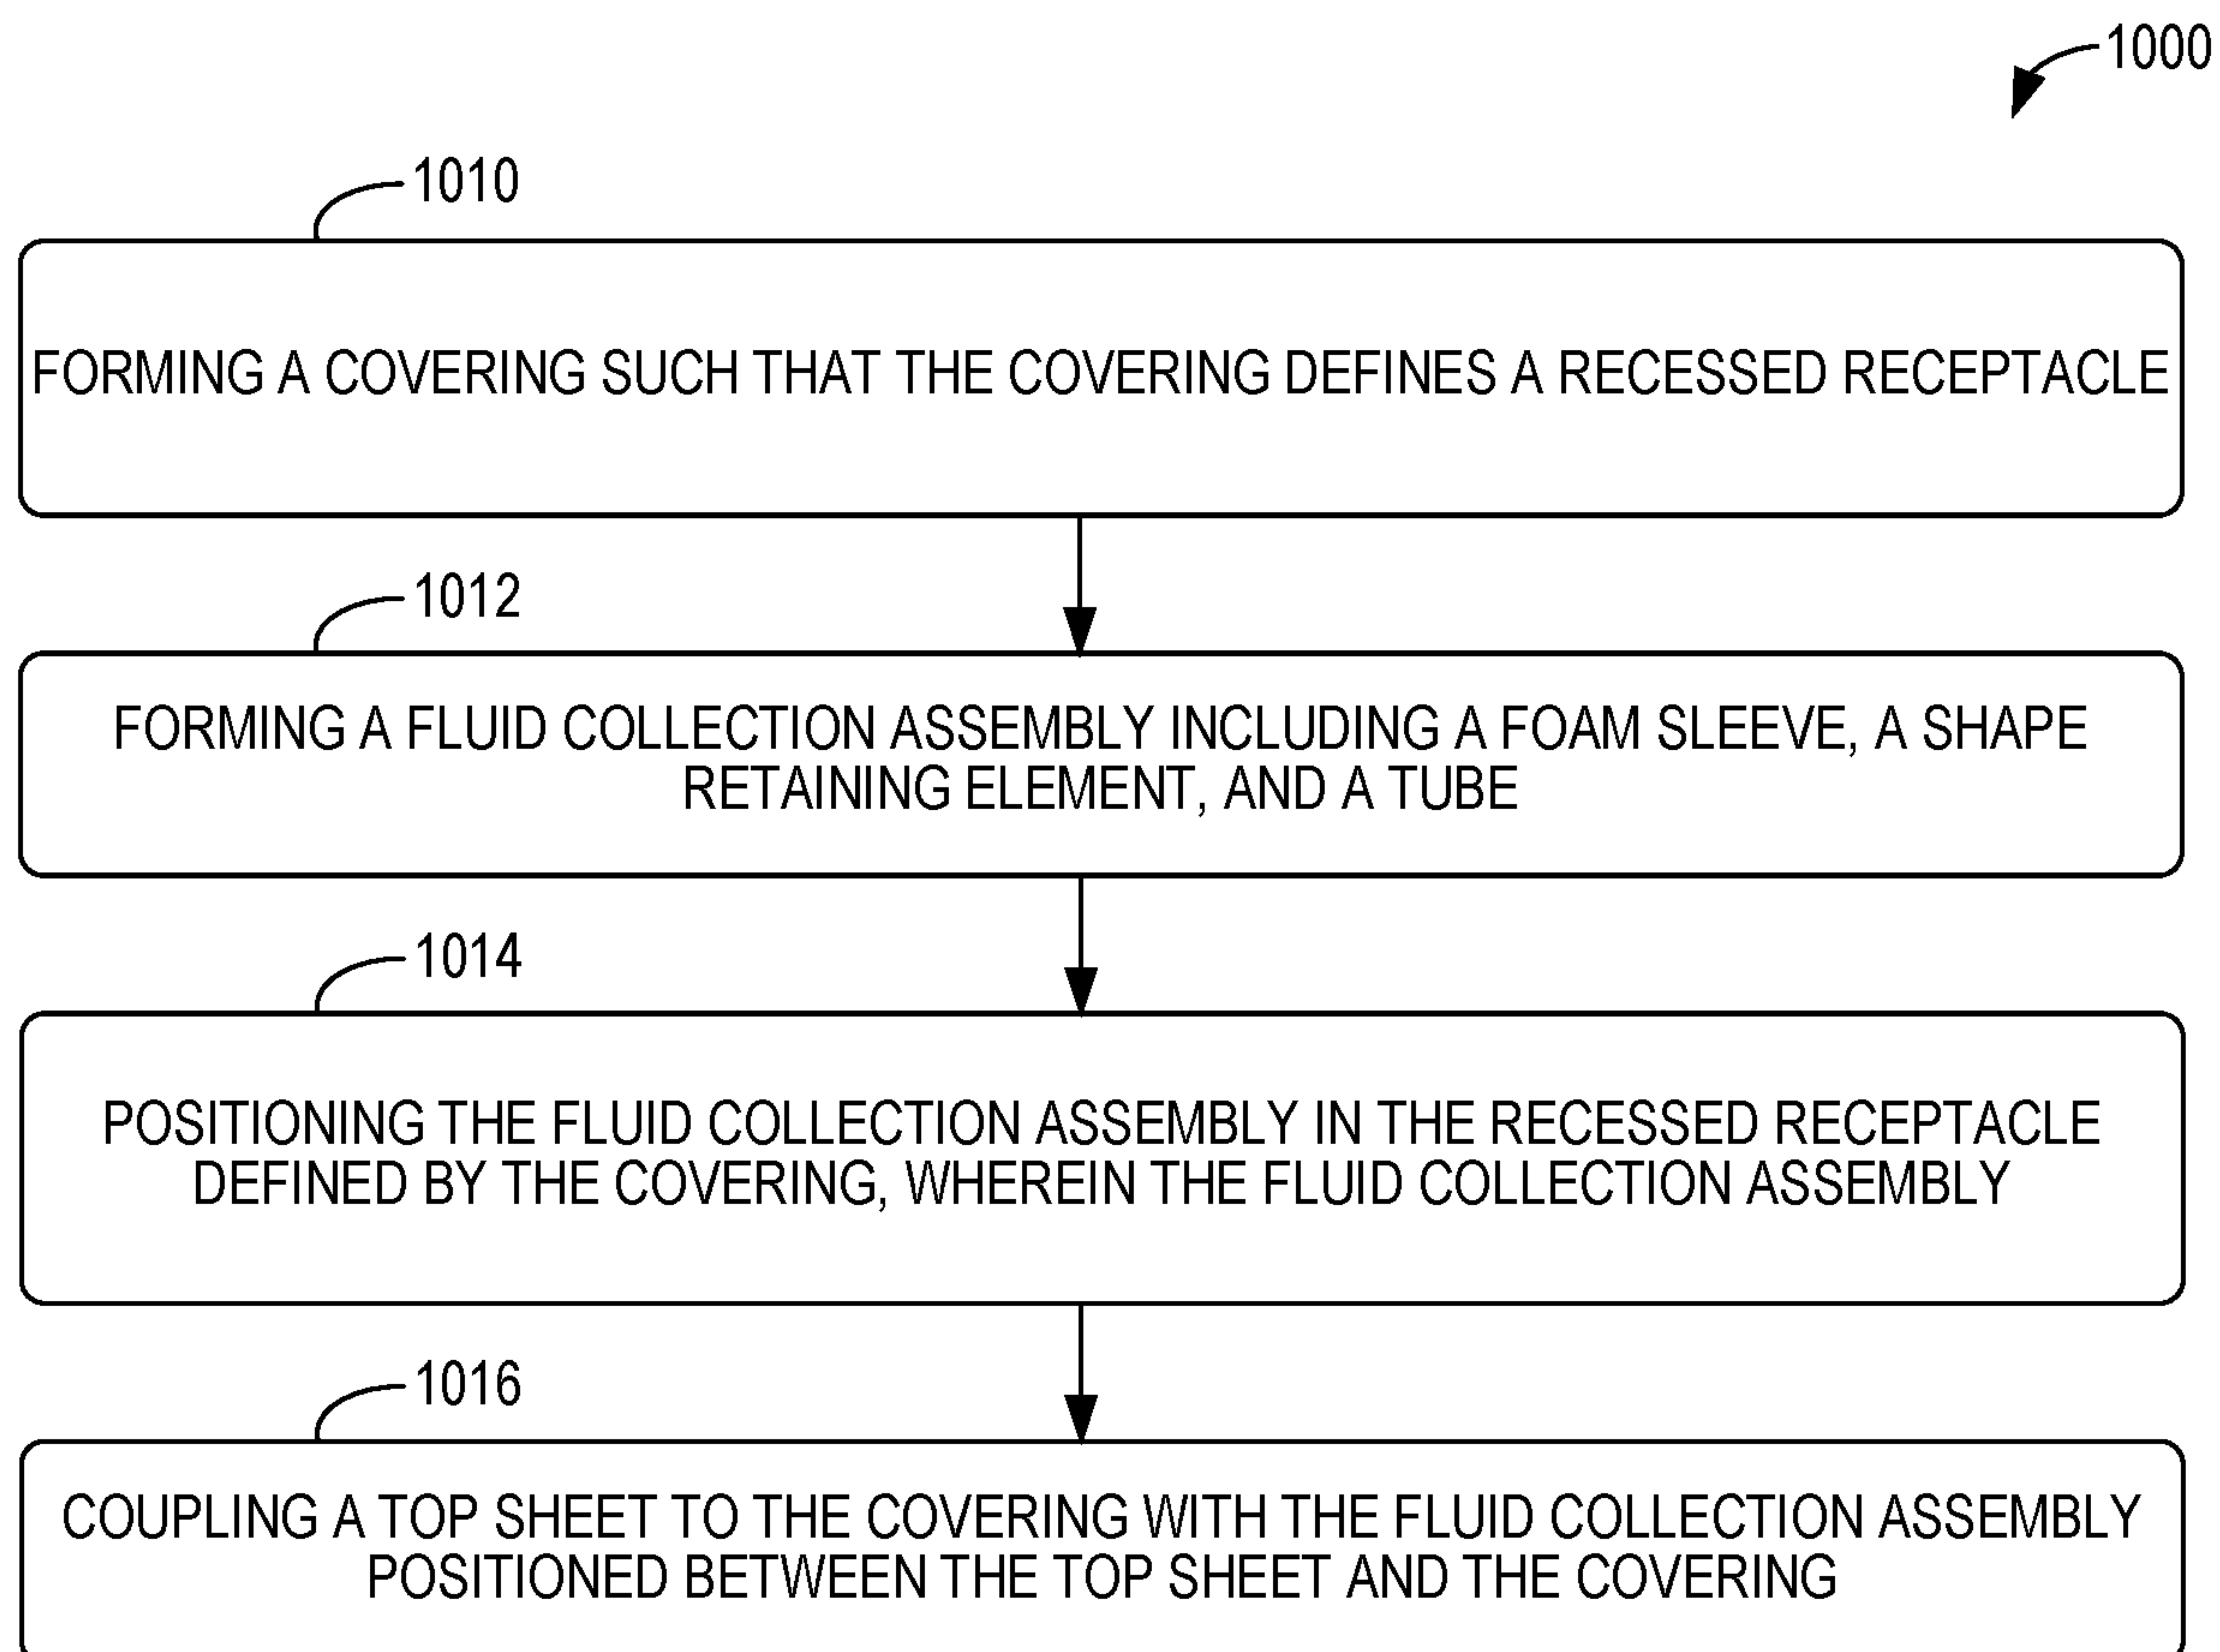 1000
1010
FORMING A COVERING SUCH THAT THE COVERING DEFINES A RECESSED RECEPTACLE
1012
FORMING A FLUID COLLECTION ASSEMBLY INCLUDING A FOAM SLEEVE, A SHAPE
RETAINING ELEMENT, AND A TUBE
1014
POSITIONING THE FLUID COLLECTION ASSEMBLY IN THE RECESSED RECEPTACLE
DEFINED BY THE COVERING, WHEREIN THE FLUID COLLECTION ASSEMBLY
1016
COUPLING A TOP SHEET TO THE COVERING WITH THE FLUID COLLECTION ASSEMBLY
POSITIONED BETWEEN THE TOP SHEET AND THE COVERING